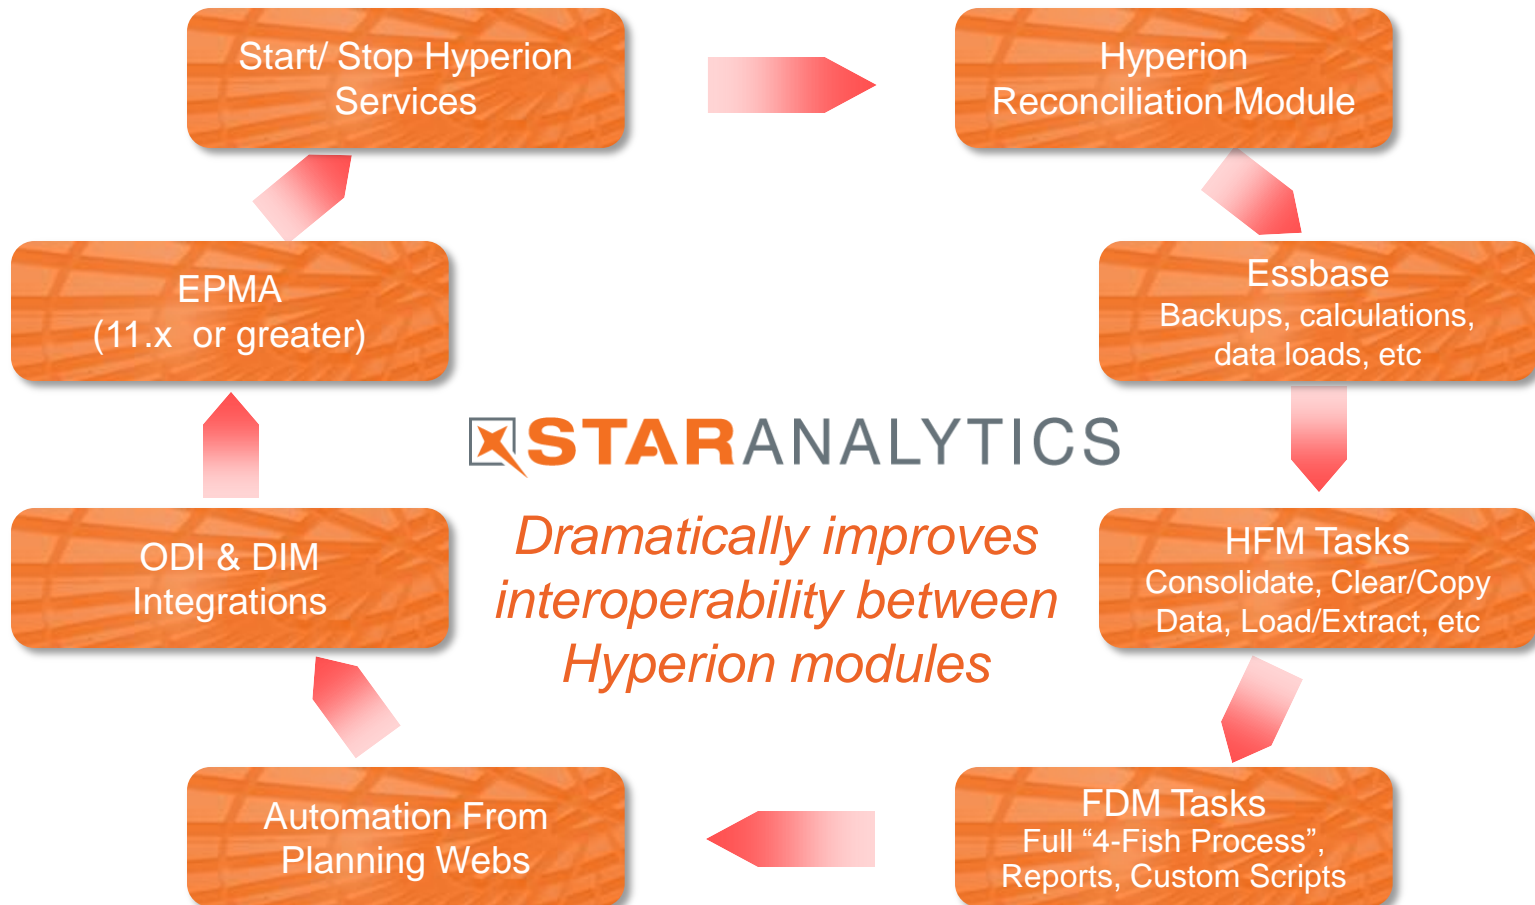 Start/ Stop Hyperion
Services
Hyperion
Reconciliation Module
EPMA
(11.x or greater)
Essbase
Backups, calculations,
data loads, etc
STARANALYTICS
Dramatically improves
interoperability between
Hyperion modules
ODI & DIM
Integrations
HFM Tasks
Consolidate, Clear/Copy
Data, Load/Extract, etc
Automation From
Planning Webs
FDM Tasks
Full “4-Fish Process”,
Reports, Custom Scripts